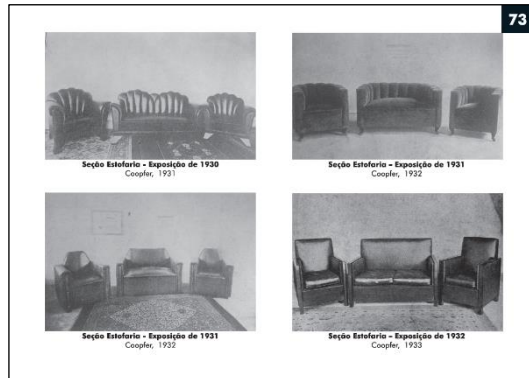 73
Seção Estofaria - Exposição de 1930
Coopfer, 1931
Seção Estofaria - Exposição de 1931
Coopfer, 1932
Seção Estofaria - Exposição de 1931
Coopfer, 1932
Seção Estofaria - Exposição de 1932
Coopfer, 1933